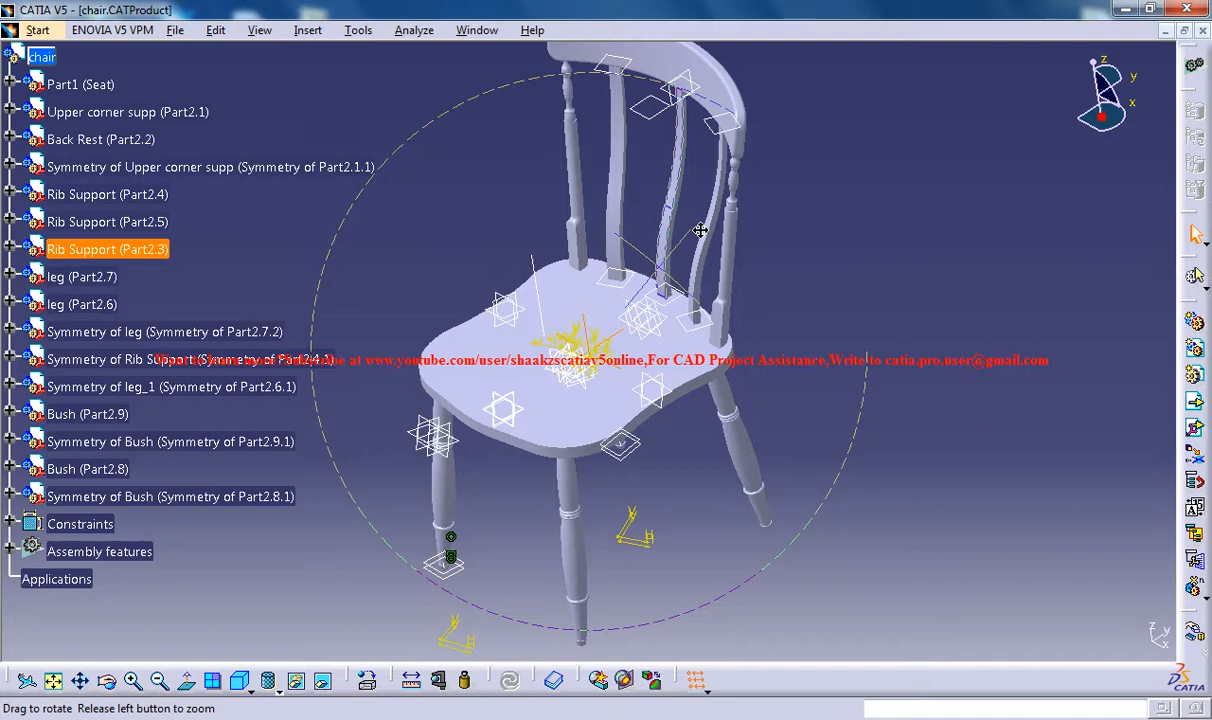 CATIA V5 - [chair.CATProduct]
Start ENOVIA V5 VPM File Edit View Insert Tools Analyze Window Help
chair
Part1 (Seat)
Upper corner supp (Part2.1)
Back Rest (Part2.2)
Symmetry of Upper corner supp (Symmetry of Part2.1.1)
Rib Support (Part2.4)
Rib Support (Part2.5)
Rib Support (Part2.3)
leg (Part2.7)
leg (Part2.6)
Symmetry of leg (Symmetry of Part2.7.2)
Symmetry of Rib Support (Symmetry of Part2.4.2)
youtube.com/user/shaakzscatiav5online,For CAD Project Assistance,Write to catia.pro.user@gmail.com
Symmetry of leg_1 (Symmetry of Part2.6.1)
Bush (Part2.9)
Symmetry of Bush (Symmetry of Part2.9.1)
Bush (Part2.8)
Symmetry of Bush (Symmetry of Part2.8.1)
Constraints
Assembly features
Applications
z
y
x
V
H
V
H
z
y
x
CATIA
Drag to rotate Release left button to zoom